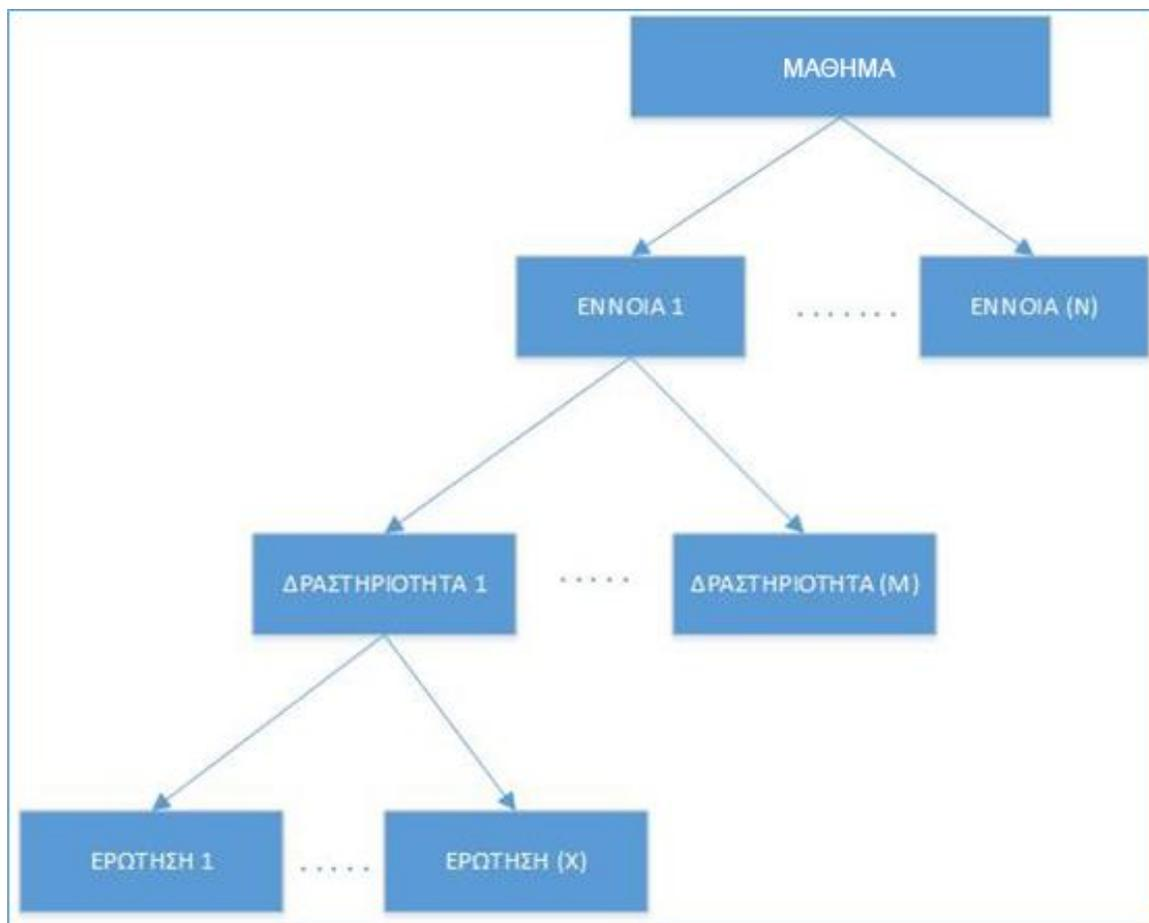 ΜΑΘΗΜΑ
ΕΝΝΟΙΑ 1
.......
ΕΝΝΟΙΑ (Ν)
ΔΡΑΣΤΗΡΙΟΤΗΤΑ 1
.....
ΔΡΑΣΤΗΡΙΟΤΗΤΑ (Μ)
ΕΡΩΤΗΣΗ 1
.....
ΕΡΩΤΗΣΗ (Χ)